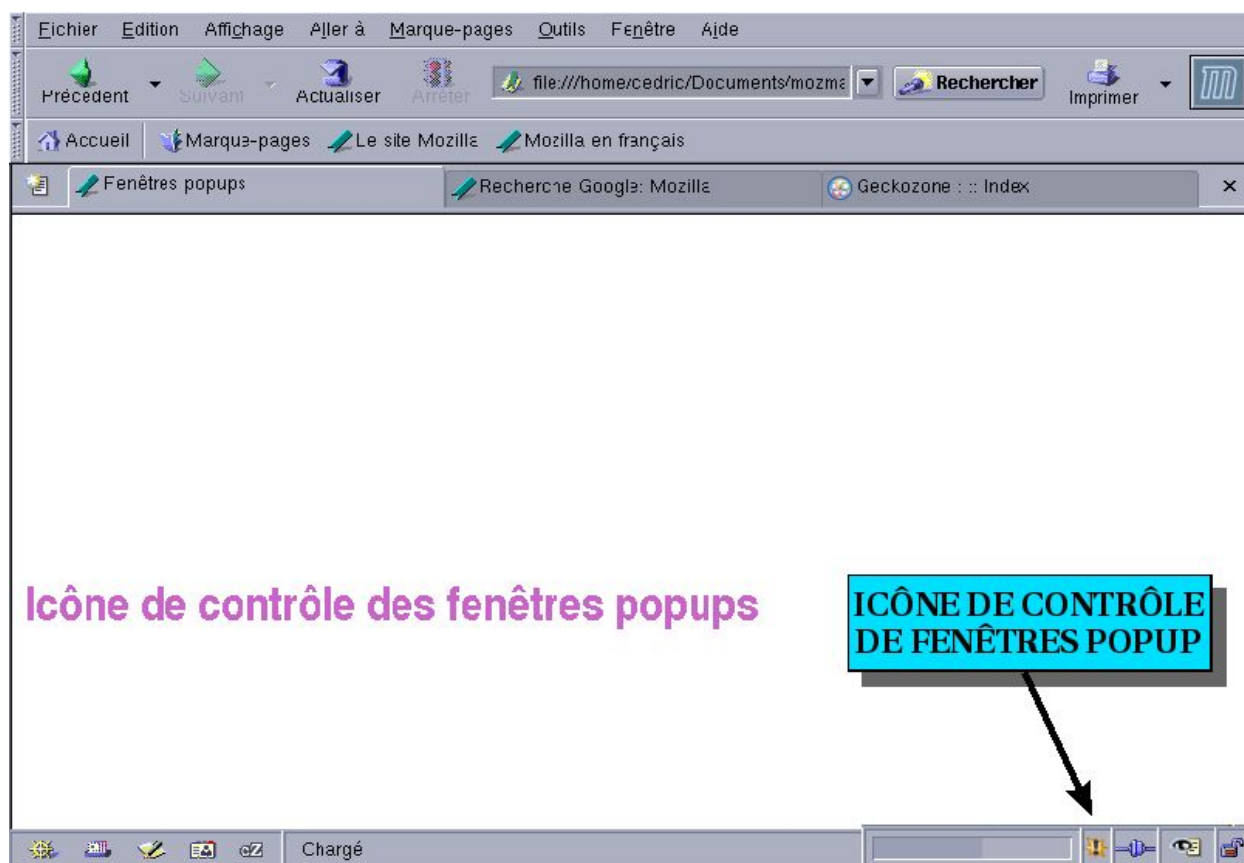 Fichier Edition Affichage Aller à Marque-pages Outils Fenêtre Aide
Précédent Suivant Actualiser Arrêter file:///home/cedric/Documents/mozma Rechercher Imprimer
Accueil Marque-pages Le site Mozilla Mozilla en français
Fenêtres popups Recherche Google: Mozilla Geckozone : :: Index
Icône de contrôle des fenêtres popups
ICÔNE DE CONTRÔLE
DE FENÊTRES POPUP
Chargé